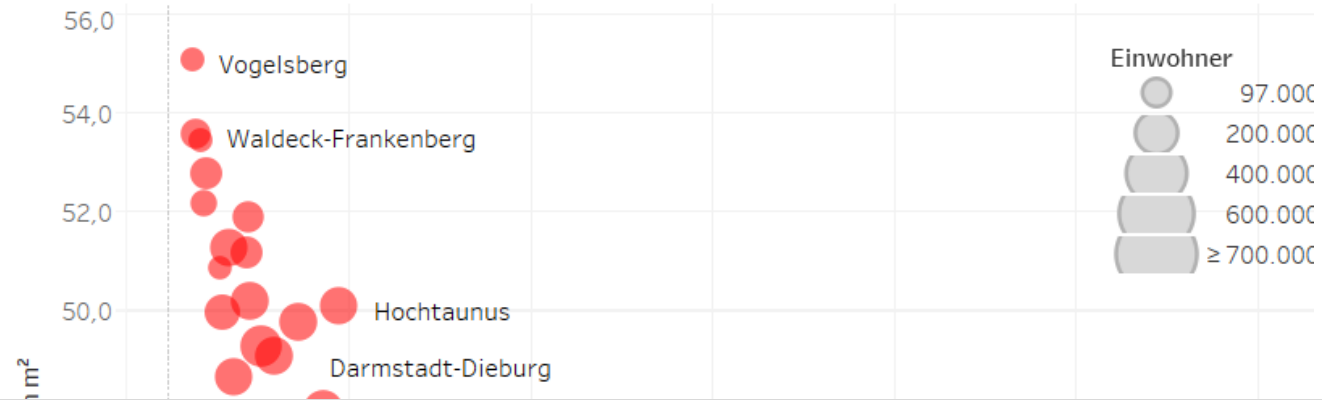 56,0
Vogelsberg
Einwohner
97.000
54,0
200.000
Waldeck-Frankenberg
400.000
52,0
600.000
≥ 700.000
50,0
Hochtaunus
Darmstadt-Dieburg
m²